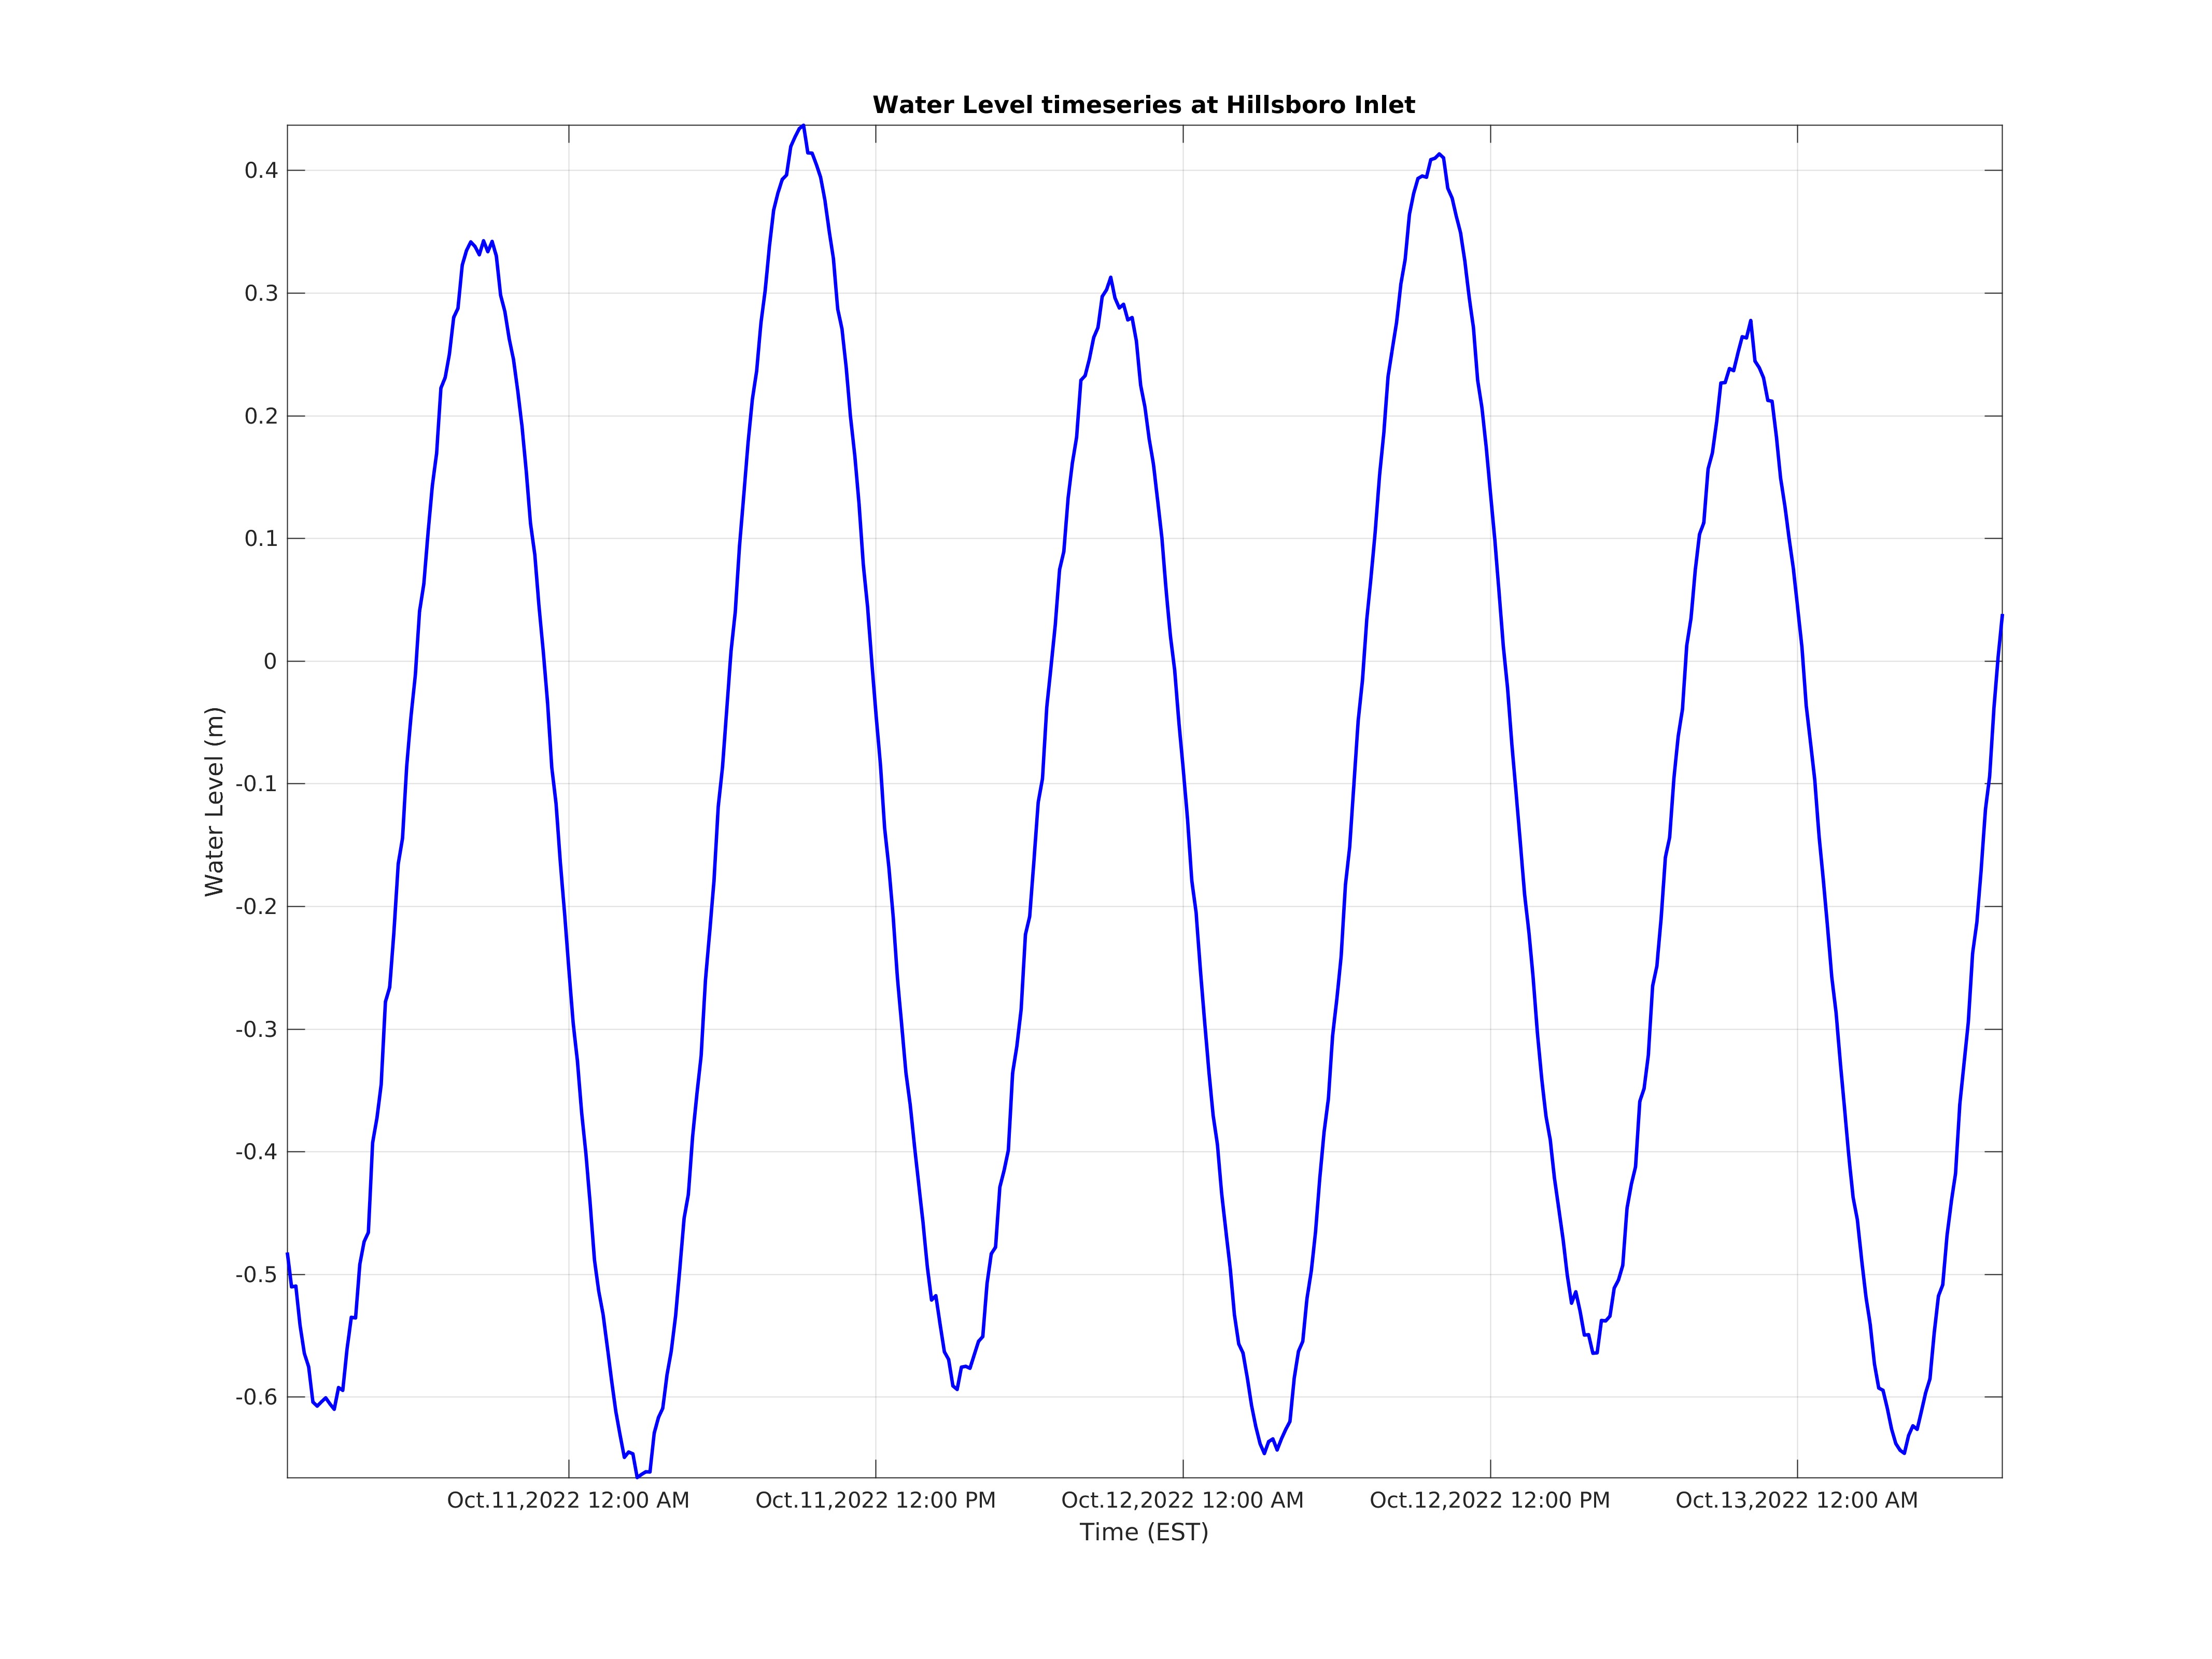 Water Level timeseries at Hillsboro Inlet
0.4
0.3
0.2
0.1
0
-0.1
-0.2
-0.3
-0.4
-0.5
-0.6
Water Level (m)
Oct.11,2022 12:00 AM
Oct.11,2022 12:00 PM
Oct.12,2022 12:00 AM
Oct.12,2022 12:00 PM
Oct.13,2022 12:00 AM
Time (EST)